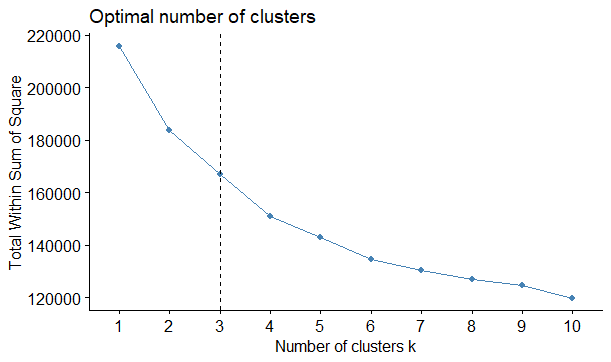 Optimal number of clusters
220000
200000
180000
160000
140000
120000
Total Within Sum of Square
1 2 3 4 5 6 7 8 9 10
Number of clusters k